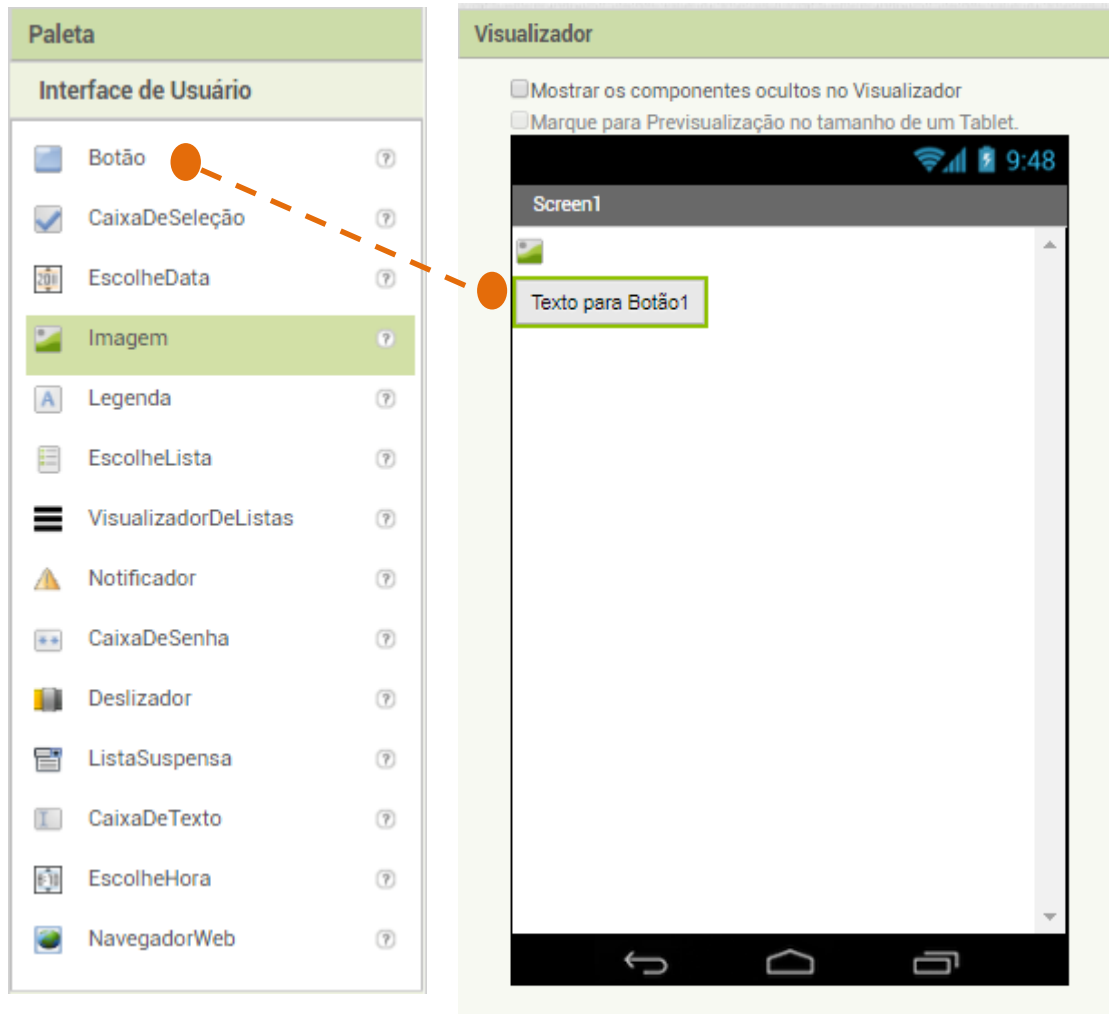 Paleta
Interface de Usuário
Botão
CaixaDeSeleção
EscolheData
Imagem
Legenda
EscolheLista
VisualizadorDeListas
Notificador
CaixaDeSenha
Deslizador
ListaSuspensa
CaixaDeTexto
EscolheHora
NavegadorWeb
Visualizador
Mostrar os componentes ocultos no Visualizador
Marque para Previsualização no tamanho de um Tablet.
9:48
Screen1
Texto para Botão1